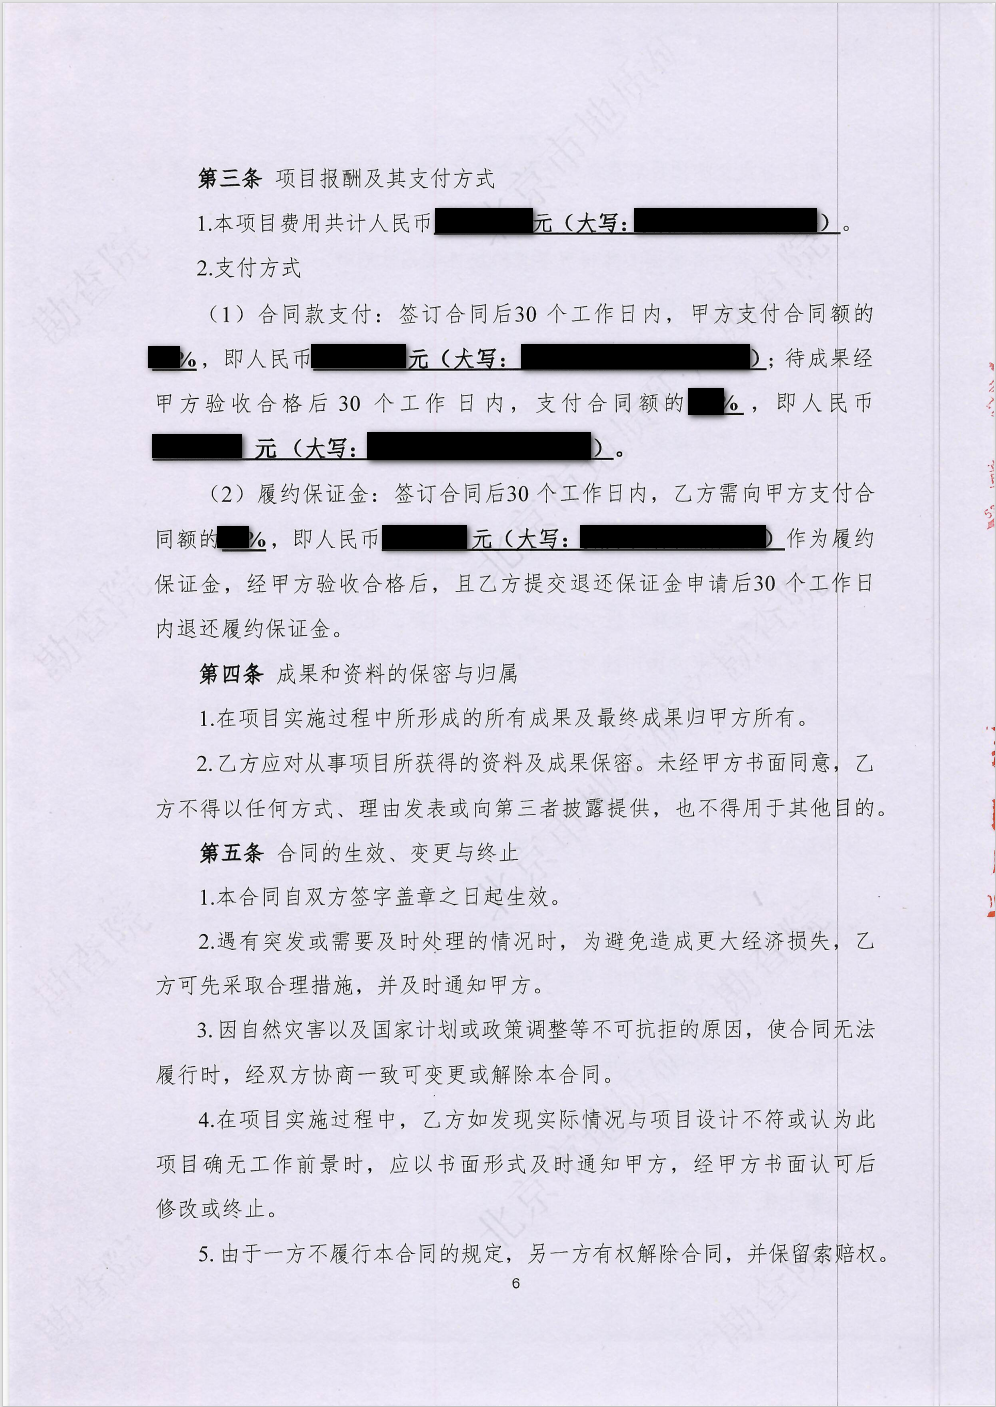 第三条 项目报酬及其支付方式
1.本项目费用共计人民币元（大写：）。
2.支付方式
（1）合同款支付：签订合同后30 个工作日内，甲方支付合同额的
%，即人民币元（大写：）；待成果经
甲方验收合格后 30 个工作日内，支付合同额的%，即人民币
元（大写：）。
（2）履约保证金：签订合同后30 个工作日内，乙方需向甲方支付合
同额的%，即人民币元（大写：）作为履约
保证金，经甲方验收合格后，且乙方提交退还保证金申请后30 个工作日
内退还履约保证金。
第四条 成果和资料的保密与归属
1.在项目实施过程中所形成的所有成果及最终成果归甲方所有。
2.乙方应对从事项目所获得的资料及成果保密。未经甲方书面同意，乙
方不得以任何方式、理由发表或向第三者披露提供，也不得用于其他目的。
第五条 合同的生效、变更与终止
1.本合同自双方签字盖章之日起生效。
2.遇有突发或需要及时处理的情况时，为避免造成更大经济损失，乙
方可先采取合理措施，并及时通知甲方。
3.因自然灾害以及国家计划或政策调整等不可抗拒的原因，使合同无法
履行时，经双方协商一致可变更或解除本合同。
4.在项目实施过程中，乙方如发现实际情况与项目设计不符或认为此
项目确无工作前景时，应以书面形式及时通知甲方，经甲方书面认可后
修改或终止。
5.由于一方不履行本合同的规定，另一方有权解除合同，并保留索赔权。
6